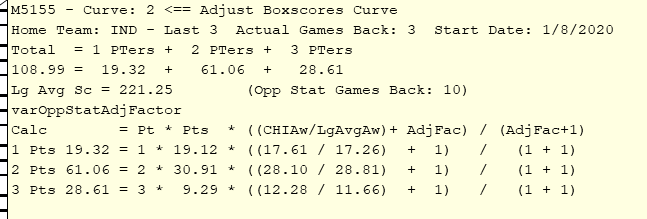 M5155 - Curve: 2 <== Adjust Boxscores Curve
Home Team: IND - Last 3  Actual Games Back: 3  Start Date: 1/8/2020
Total  = 1 PTers +  2 PTers +   3 PTers
108.99 =  19.32  +   61.06  +   28.61
Lg Avg Sc = 221.25         (Opp Stat Games Back: 10)
varOppStatAdjFactor
Calc         = Pt * Pts  * ((CHIAw/LgAvgAw)+ AdjFac) / (AdjFac+1)
1 Pts 19.32 = 1 * 19.12 * ((17.61 / 17.26)  +  1)   /   (1 + 1)
2 Pts 61.06 = 2 * 30.91 * ((28.10 / 28.81)  +  1)   /   (1 + 1)
3 Pts 28.61 = 3 *  9.29 * ((12.28 / 11.66)  +  1)   /   (1 + 1)